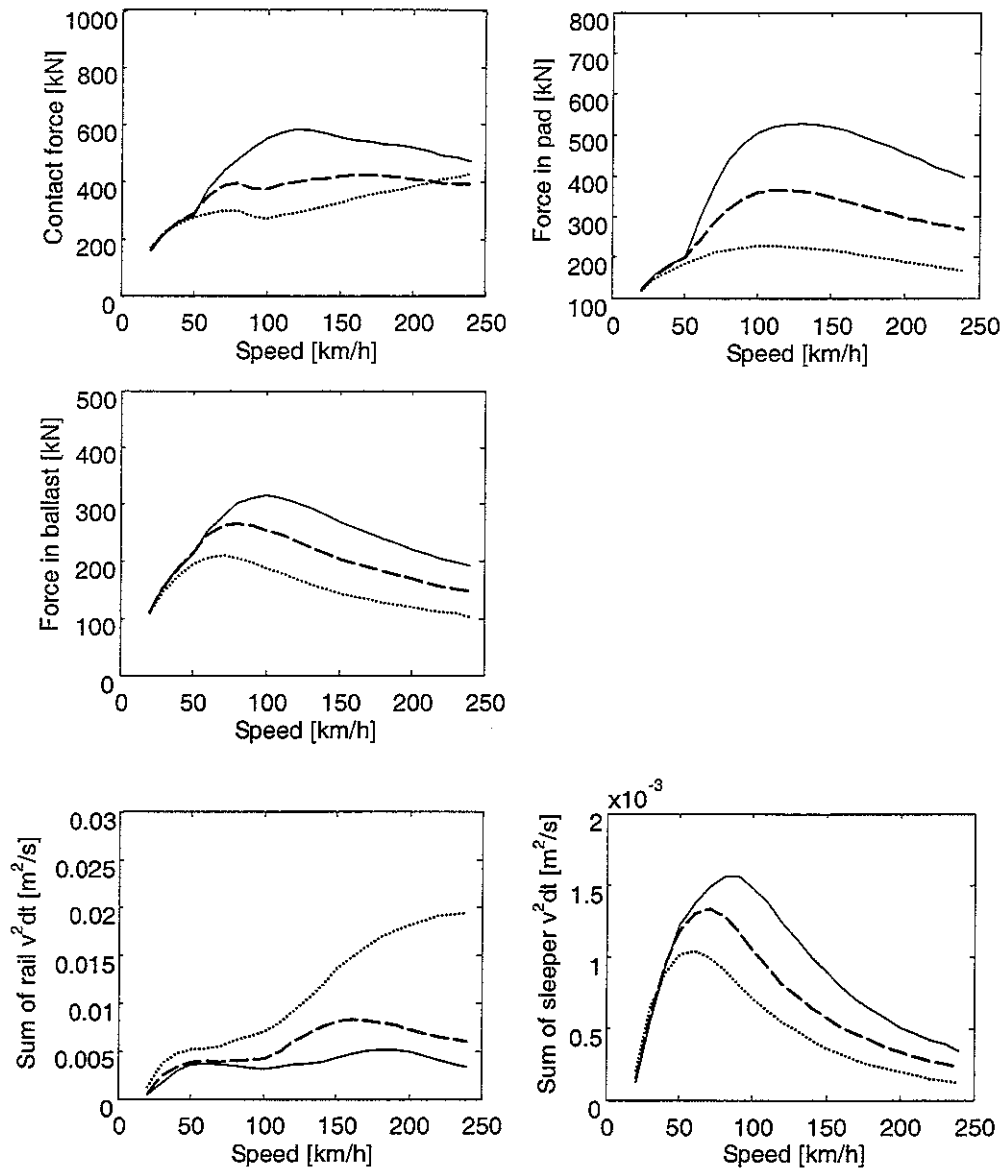 Contact force [kN]
1000
800
600
400
200
0
0 50 100 150 200 250
Speed [km/h]
Force in pad [kN]
800
700
600
500
400
300
200
100
0 50 100 150 200 250
Speed [km/h]
Force in ballast [kN]
500
400
300
200
100
0
0 50 100 150 200 250
Speed [km/h]
Sum of rail v²dt [m²/s]
0.03
0.025
0.02
0.015
0.01
0.005
0
0 50 100 150 200 250
Speed [km/h]
Sum of sleeper v²dt [m²/s]
x10⁻³
2
1.5
1
0.5
0
0 50 100 150 200 250
Speed [km/h]